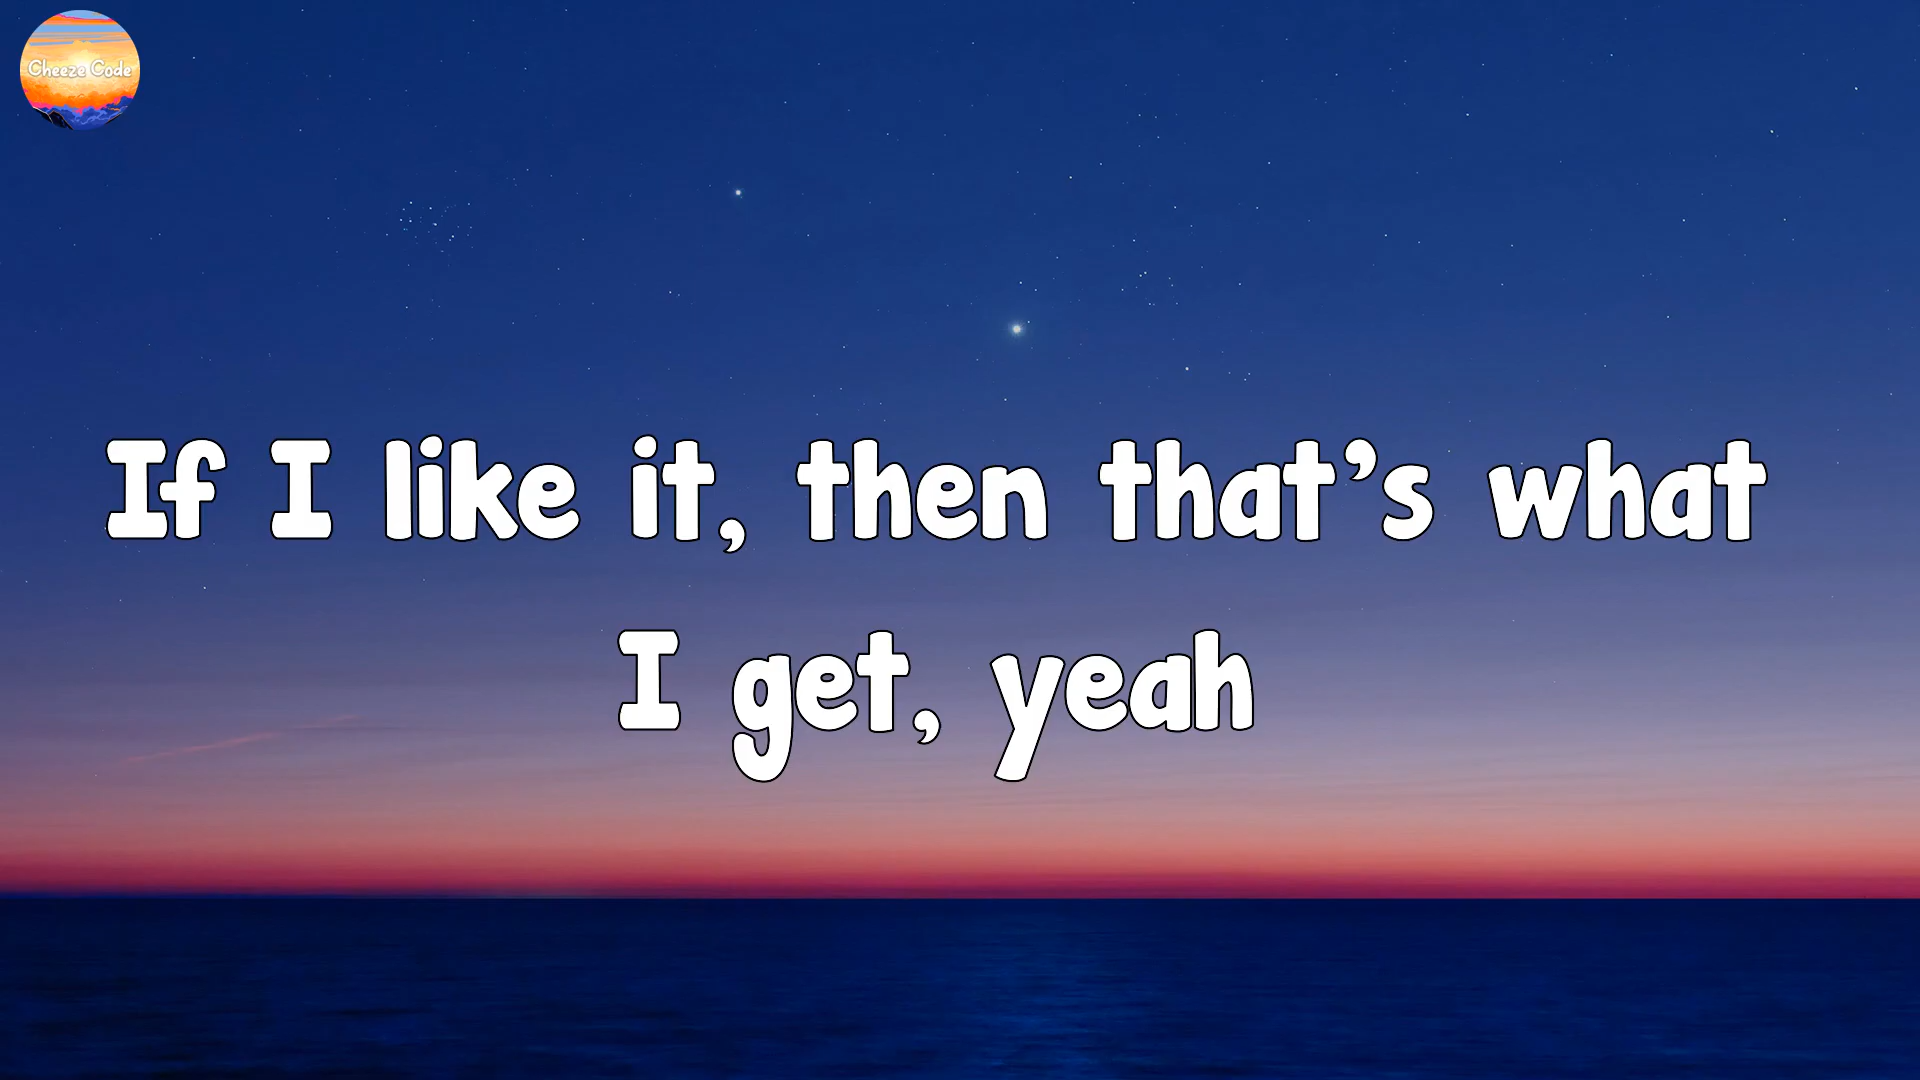 Cheeze Code
If I like it, then that's what
I get, yeah